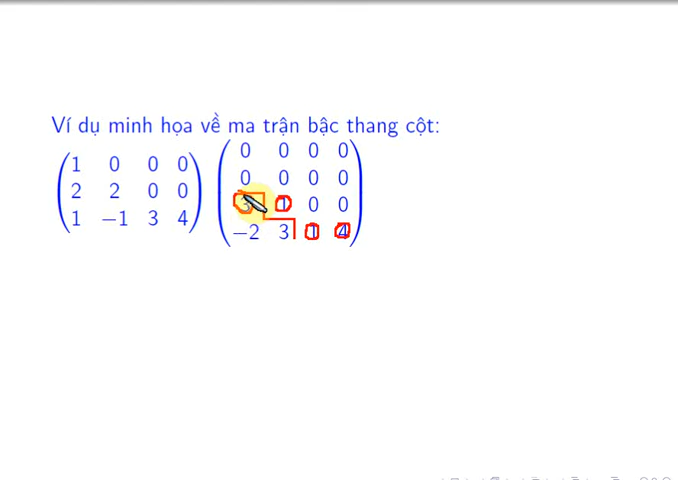 Ví dụ minh họa về ma trận bậc thang cột:
1 0 0 0
2 2 0 0
1 −1 3 4
0 0 0 0
0 0 0 0
3 1 0 0
−2 3 1 4